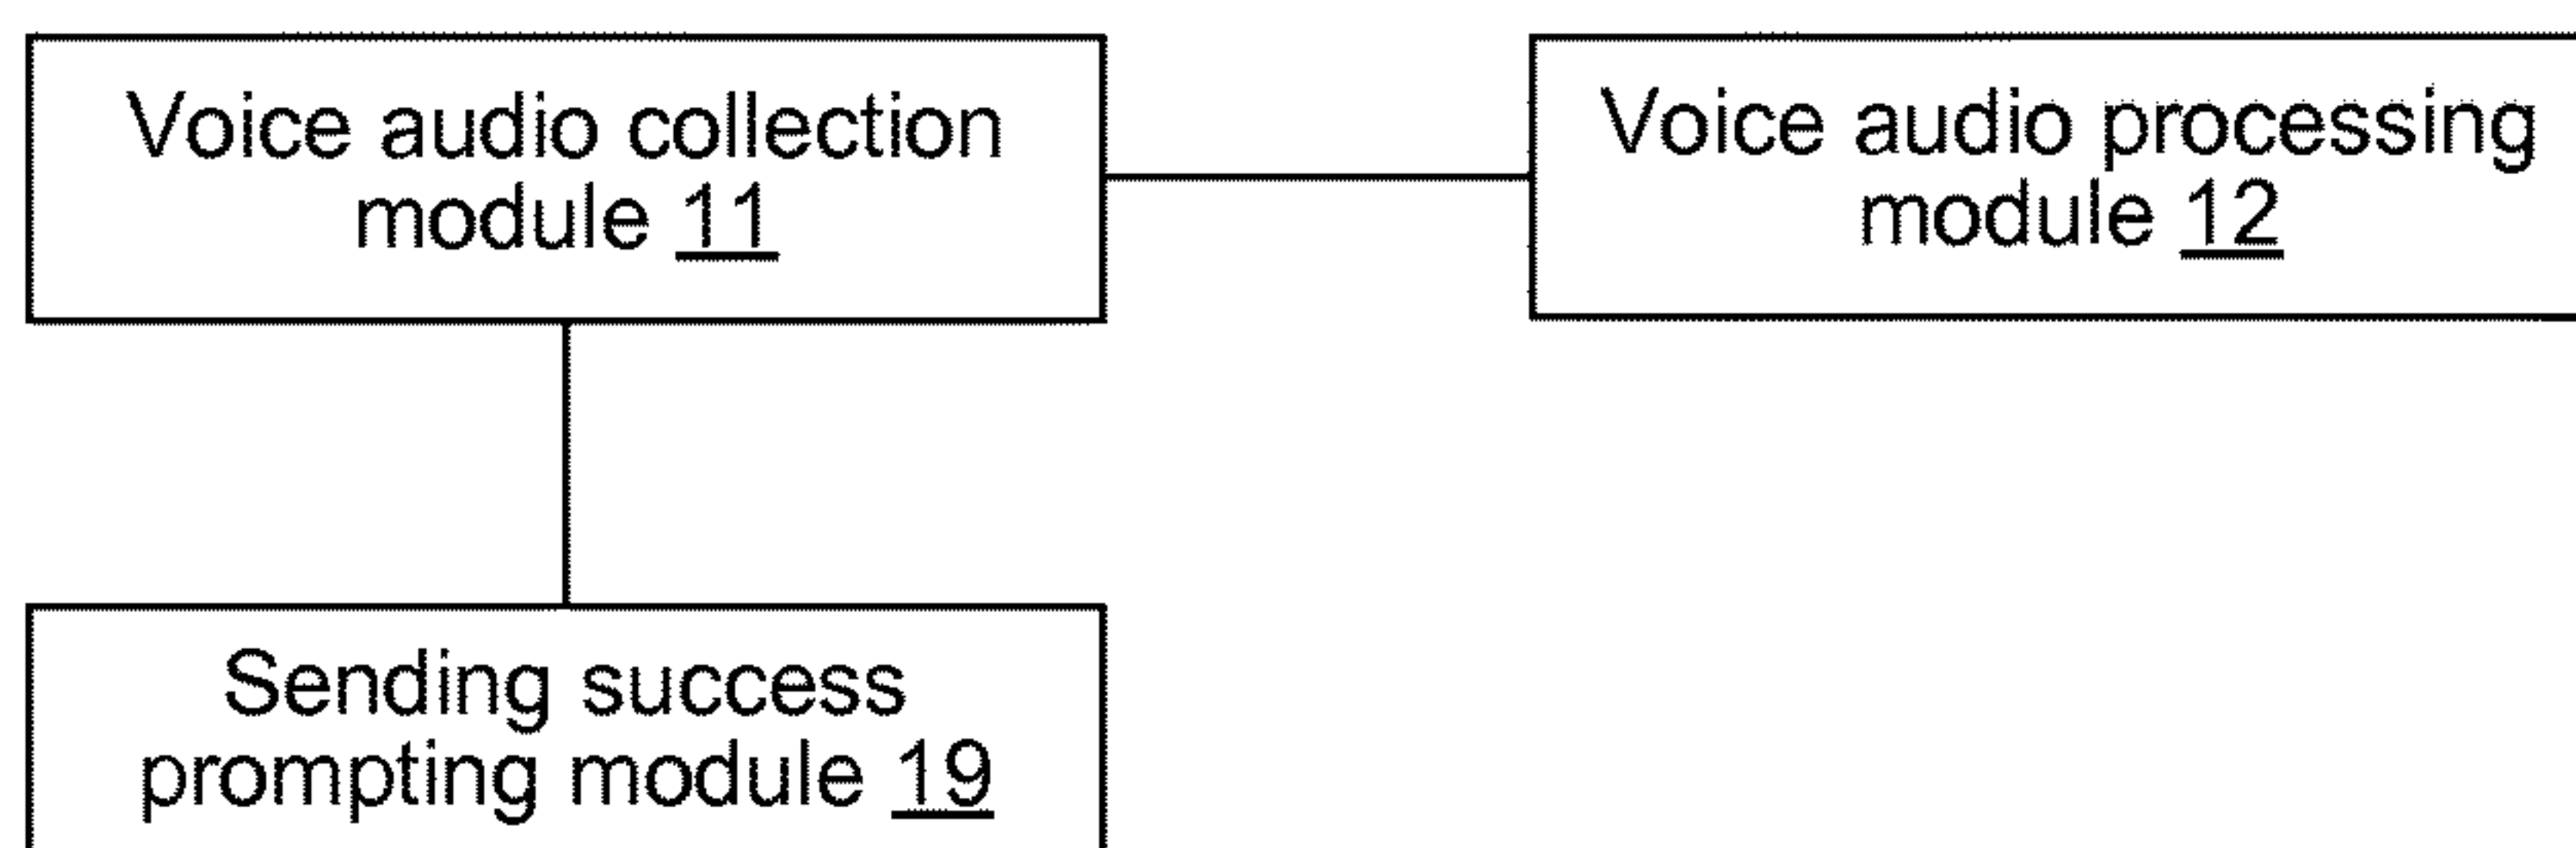 Voice audio collection
module 11
Voice audio processing
module 12
Sending success
prompting module 19